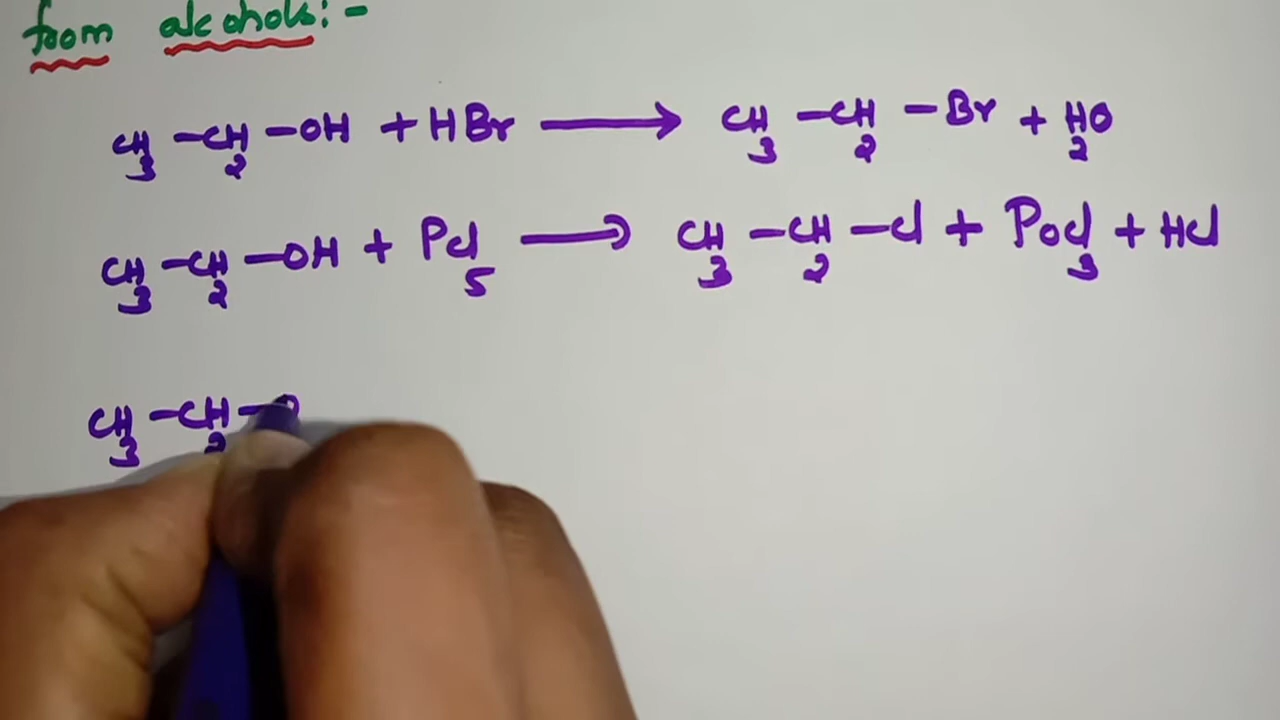 from alcohols:-
CH3-CH2-OH + HBr ⟶ CH3-CH2-Br + H2O
CH3-CH2-OH + PCl5 ⟶ CH3-CH2-Cl + POCl3 + HCl
CH3-CH2-